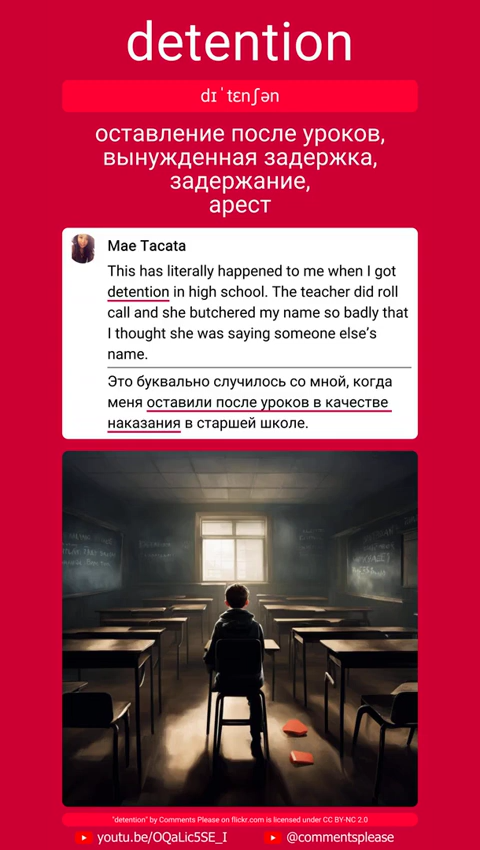 detention
dɪˈtɛnʃən
оставление после уроков,
вынужденная задержка,
задержание,
арест
Mae Tacata
This has literally happened to me when I got
detention in high school. The teacher did roll
call and she butchered my name so badly that
I thought she was saying someone else’s
name.
Это буквально случилось со мной, когда
меня оставили после уроков в качестве
наказания в старшей школе.
"detention" by Comments Please on flickr.com is licensed under CC BY-NC 2.0
youtu.be/OQaLic5SE_I
@commentsplease